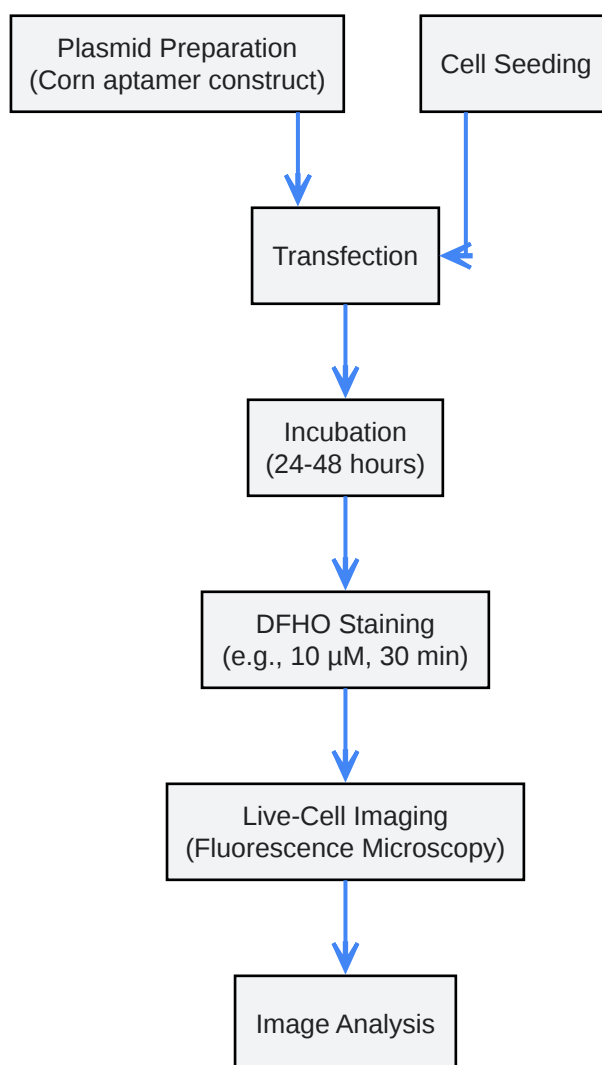 Plasmid Preparation
(Corn aptamer construct)
Cell Seeding
Transfection
Incubation
(24-48 hours)
DFHO Staining
(e.g., 10 µM, 30 min)
Live-Cell Imaging
(Fluorescence Microscopy)
Image Analysis